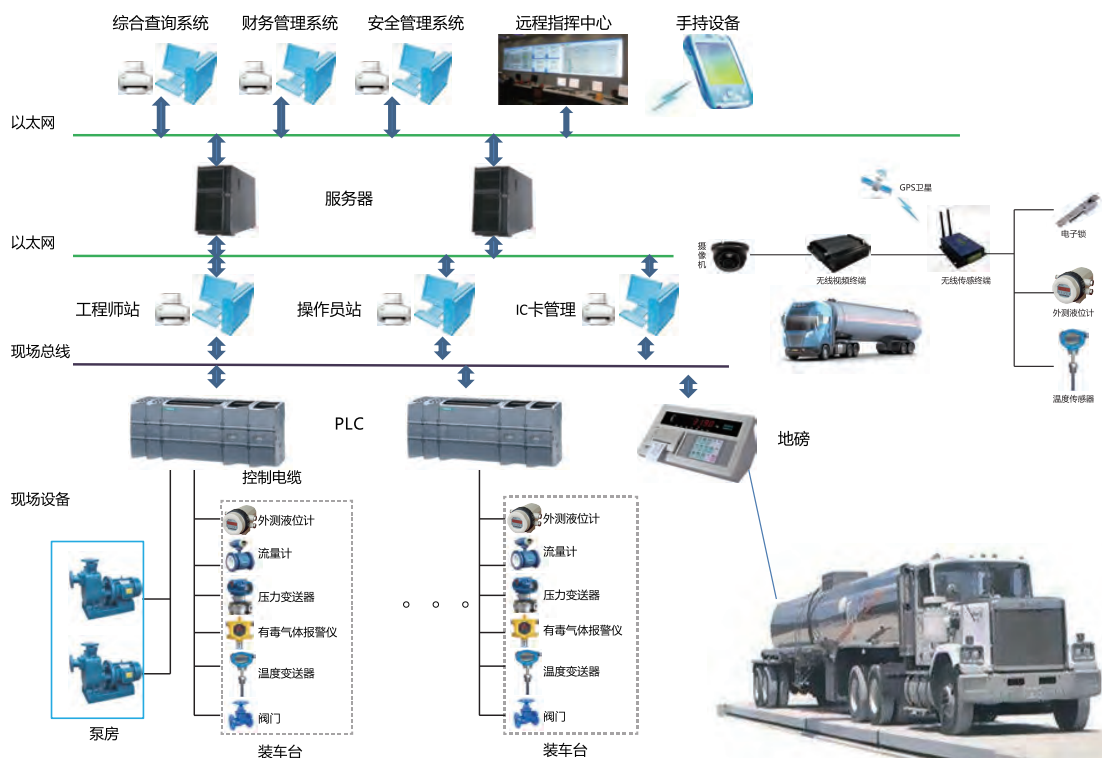 综合查询系统
财务管理系统
安全管理系统
远程指挥中心
手持设备
以太网
服务器
GPS卫星
电子锁
以太网
摄像机
无线视频终端
无线传感终端
工程师站
操作员站
IC卡管理
外测液位计
现场总线
温度传感器
PLC
地磅
控制电缆
现场设备
外测液位计
流量计
压力变送器
有毒气体报警仪
温度变送器
阀门
外测液位计
流量计
压力变送器
有毒气体报警仪
温度变送器
阀门
泵房
装车台
装车台